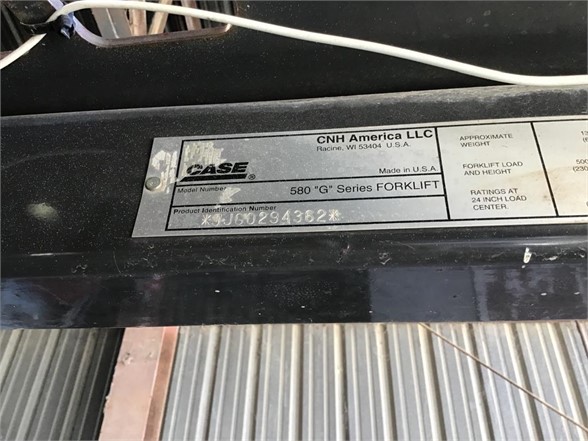 CNH America LLC
Racine, WI 53404 U.S.A.
CASE®
Made in U.S.A.
Model Number
580 "G" Series FORKLIFT
Product Identification Number
*JJG0294382*
APPROXIMATE
WEIGHT
FORKLIFT LOAD
AND HEIGHT
RATINGS AT
24 INCH LOAD
CENTER.